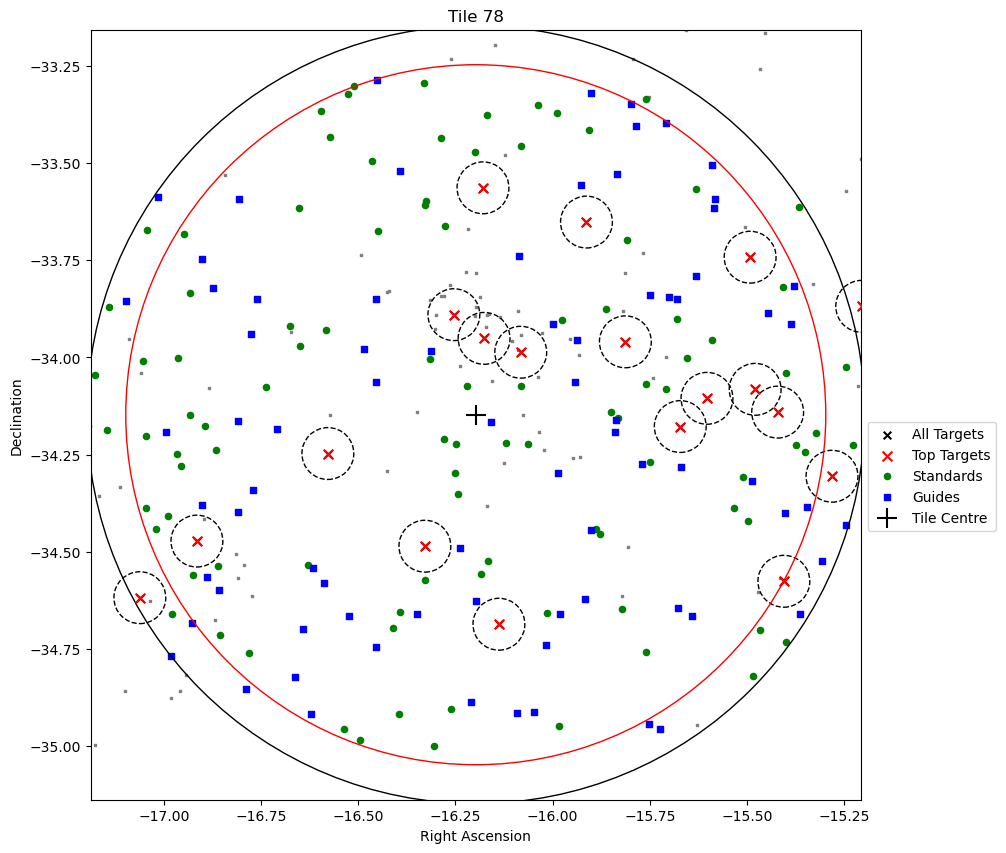 Tile 78
Declination
−33.25
−33.50
−33.75
−34.00
−34.25
−34.50
−34.75
−35.00
−17.00 −16.75 −16.50 −16.25 −16.00 −15.75 −15.50 −15.25
Right Ascension
All Targets
Top Targets
Standards
Guides
Tile Centre